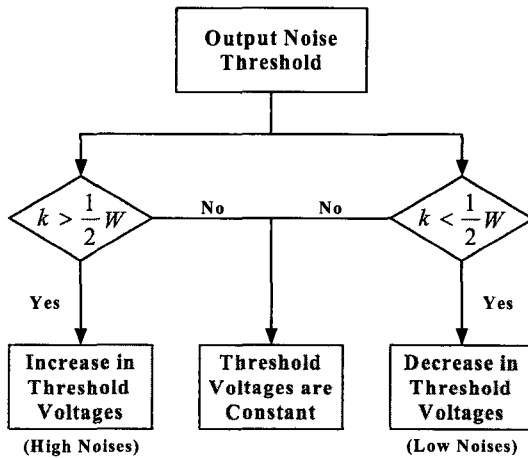 Output Noise
Threshold
k > 1/2 W
No
No
k < 1/2 W
Yes
Yes
Increase in
Threshold
Voltages
Threshold
Voltages are
Constant
Decrease in
Threshold
Voltages
(High Noises)
(Low Noises)